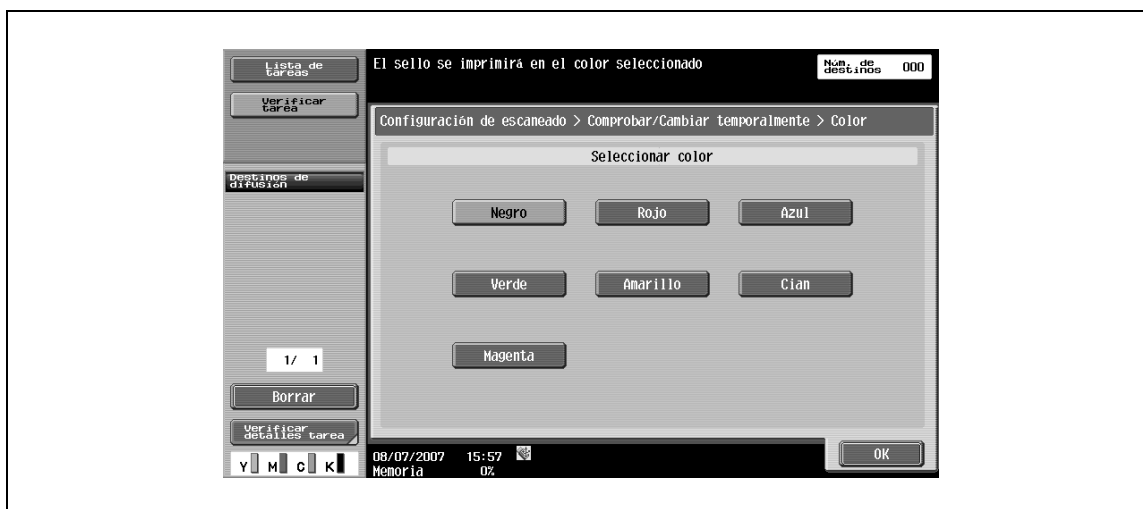 Lista de
tareas
Verificar
tarea
Destinos de
difusión
1/ 1
Borrar
Verificar
detalles tarea
Y M C K
El sello se imprimirá en el color seleccionado
Núm. de
destinos 000
Configuración de escaneado > Comprobar/Cambiar temporalmente > Color
Seleccionar color
Negro Rojo Azul
Verde Amarillo Cian
Magenta
08/07/2007 15:57
Memoria 0%
OK